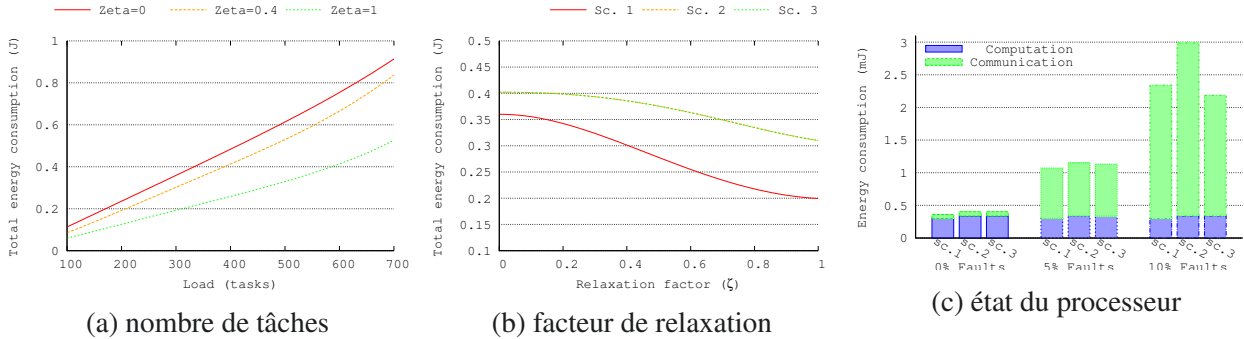 Zeta=0 Zeta=0.4 Zeta=1
Total energy consumption (J)
1
0.8
0.6
0.4
0.2
0
100 200 300 400 500 600 700
Load (tasks)
(a) nombre de tâches
Sc. 1 Sc. 2 Sc. 3
Total energy consumption (J)
0.5
0.45
0.4
0.35
0.3
0.25
0.2
0.15
0.1
0 0.2 0.4 0.6 0.8 1
Relaxation factor (ζ)
(b) facteur de relaxation
Energy consumption (mJ)
Computation
Communication
3
2.5
2
1.5
1
0.5
0
Sc.1 Sc.2 Sc.3 Sc.1 Sc.2 Sc.3 Sc.1 Sc.2 Sc.3
0% Faults 5% Faults 10% Faults
(c) état du processeur